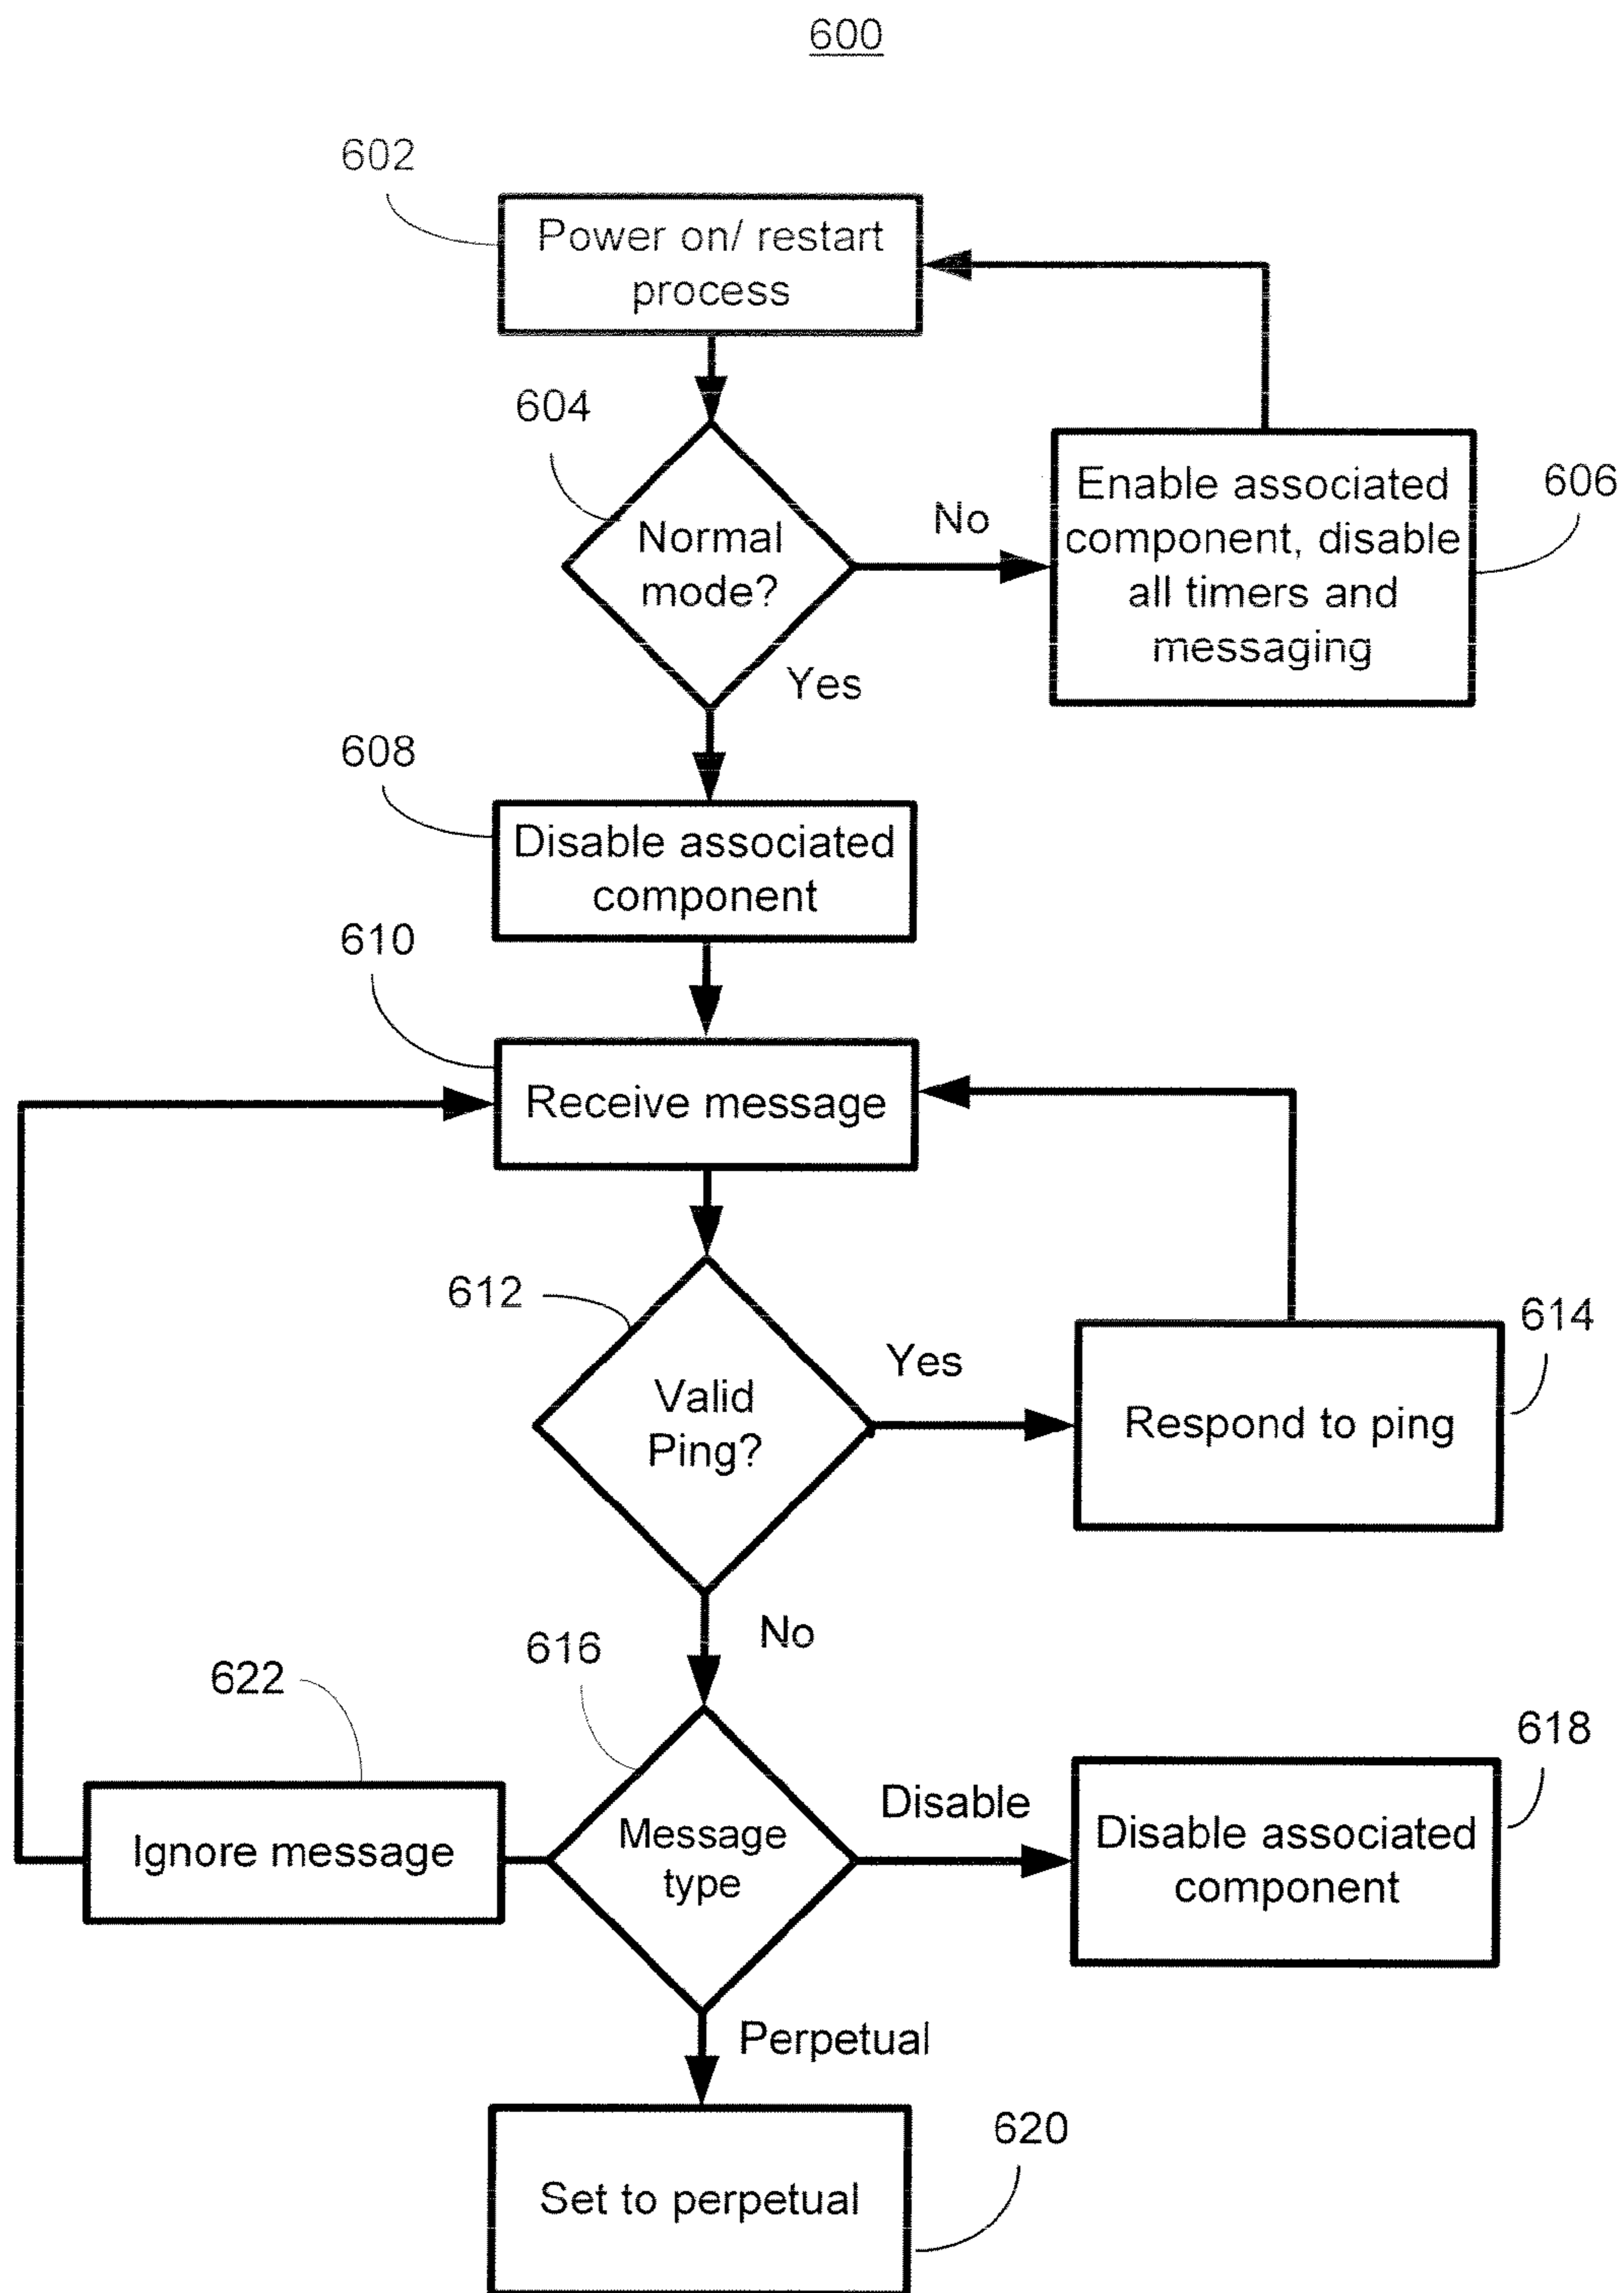 600
602
Power on/ restart
process
604
Normal
mode?
No
Enable associated
component, disable
all timers and
messaging
606
Yes
608
Disable associated
component
610
Receive message
612
Valid
Ping?
Yes
614
Respond to ping
No
616
622
618
Ignore message
Message
type
Disable
Disable associated
component
Perpetual
620
Set to perpetual